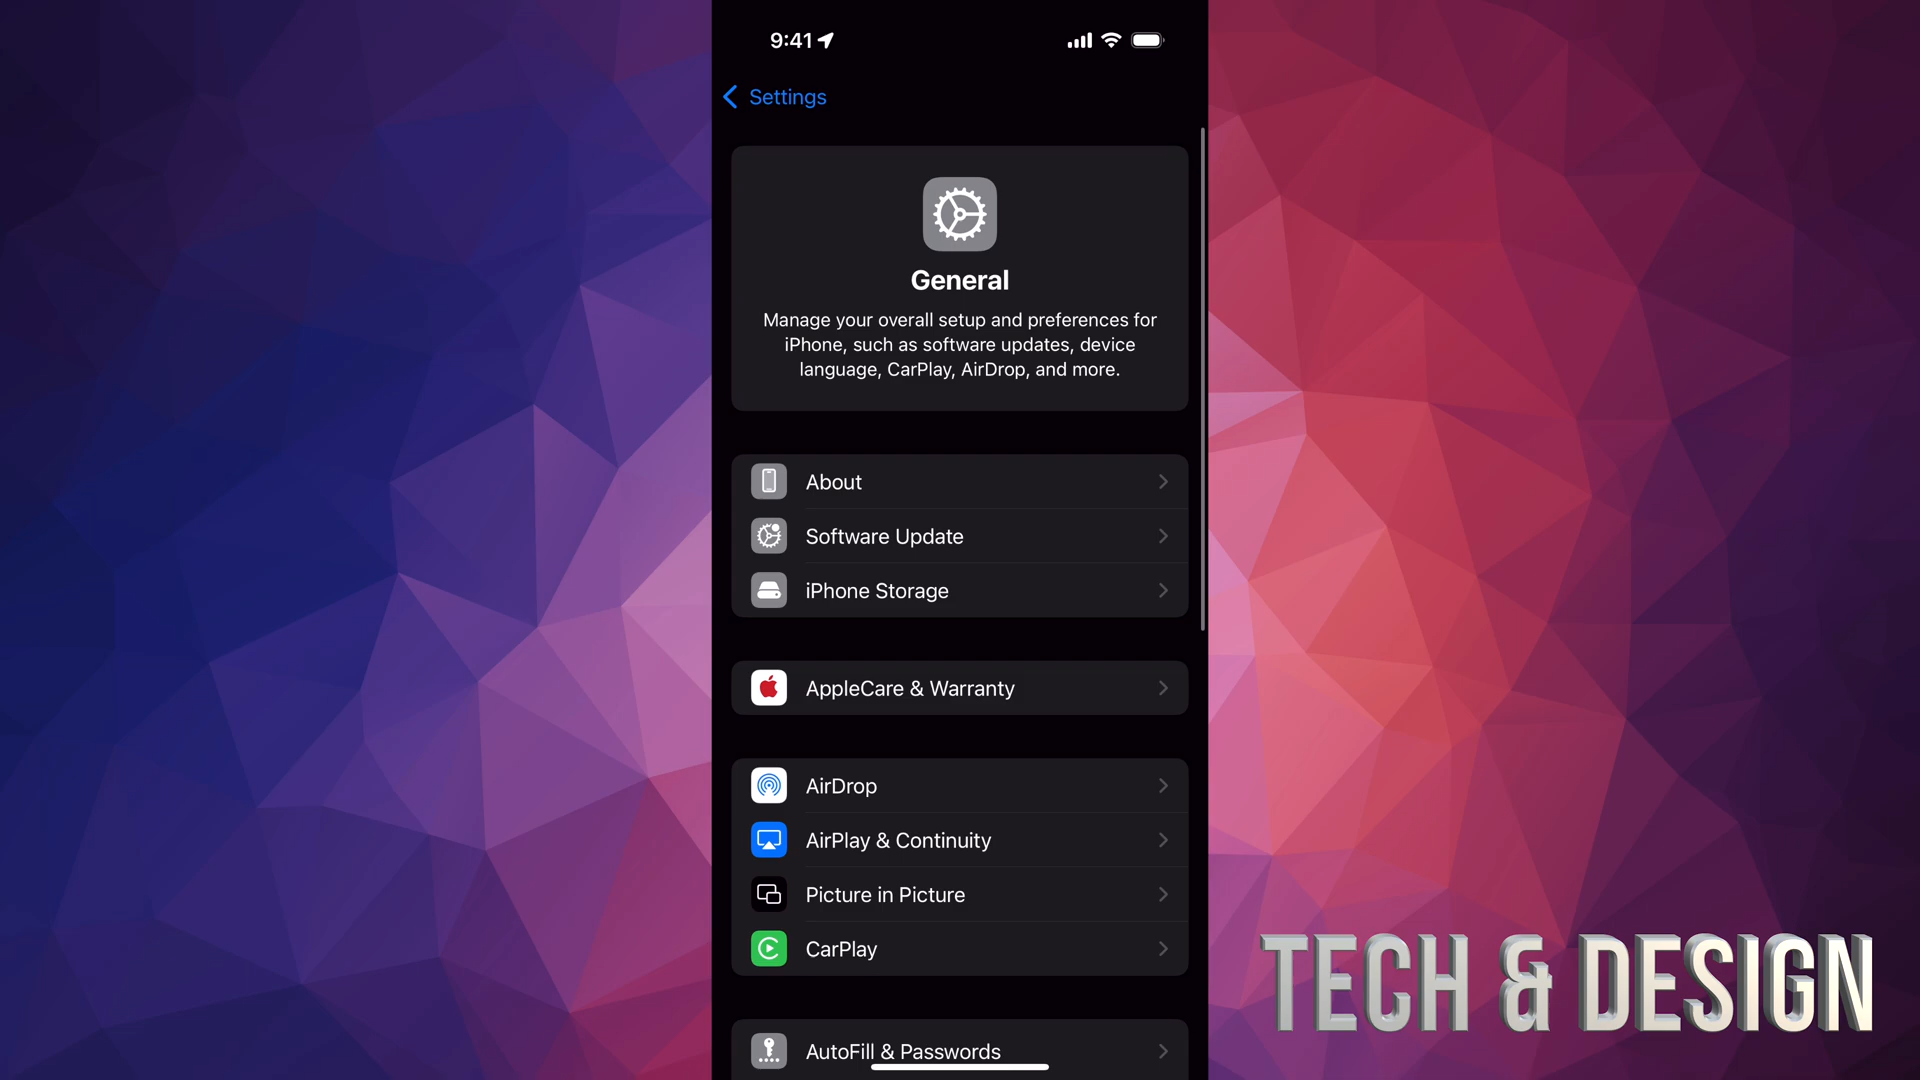 9:41
Settings
General
Manage your overall setup and preferences for
iPhone, such as software updates, device
language, CarPlay, AirDrop, and more.
About
Software Update
iPhone Storage
AppleCare & Warranty
AirDrop
AirPlay & Continuity
Picture in Picture
CarPlay
AutoFill & Passwords
TECH & DESIGN